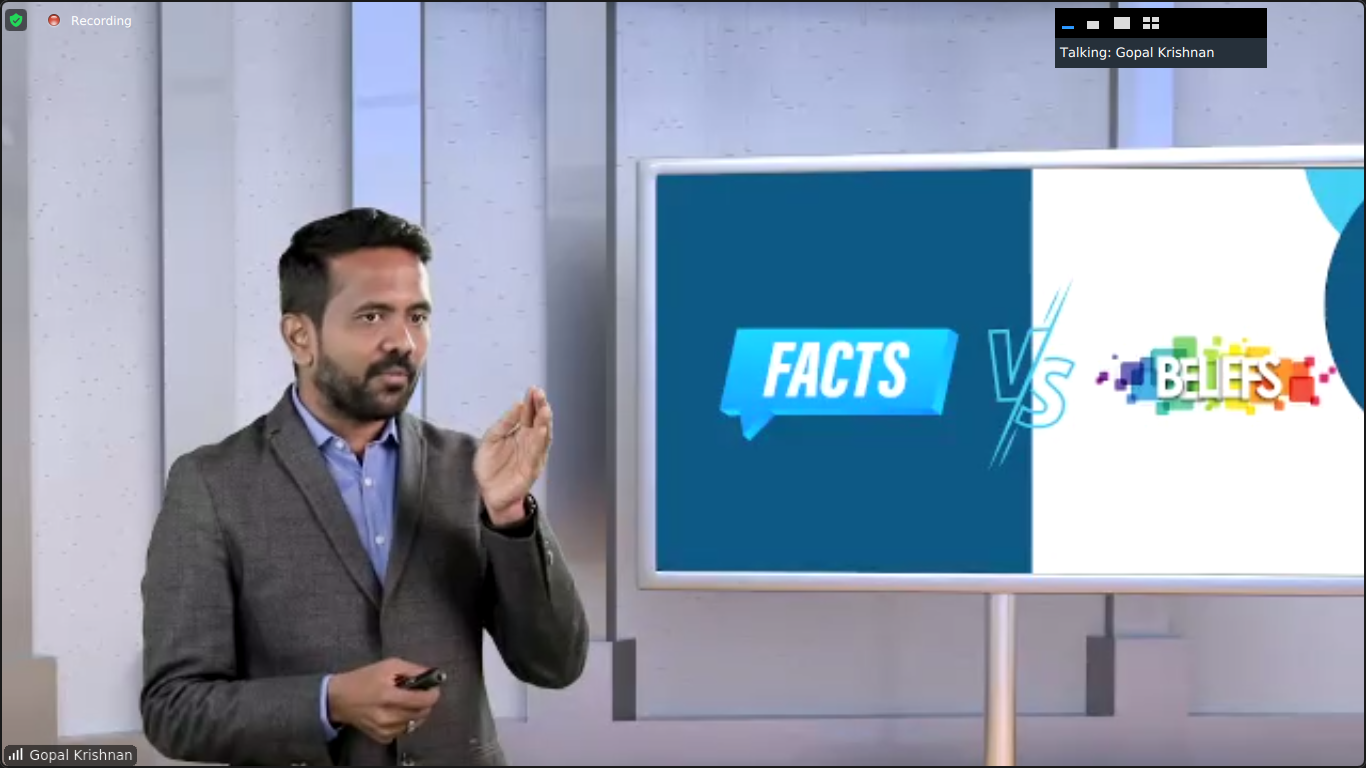 Recording
Talking: Gopal Krishnan
FACTS
VS
BELIEFS
Gopal Krishnan